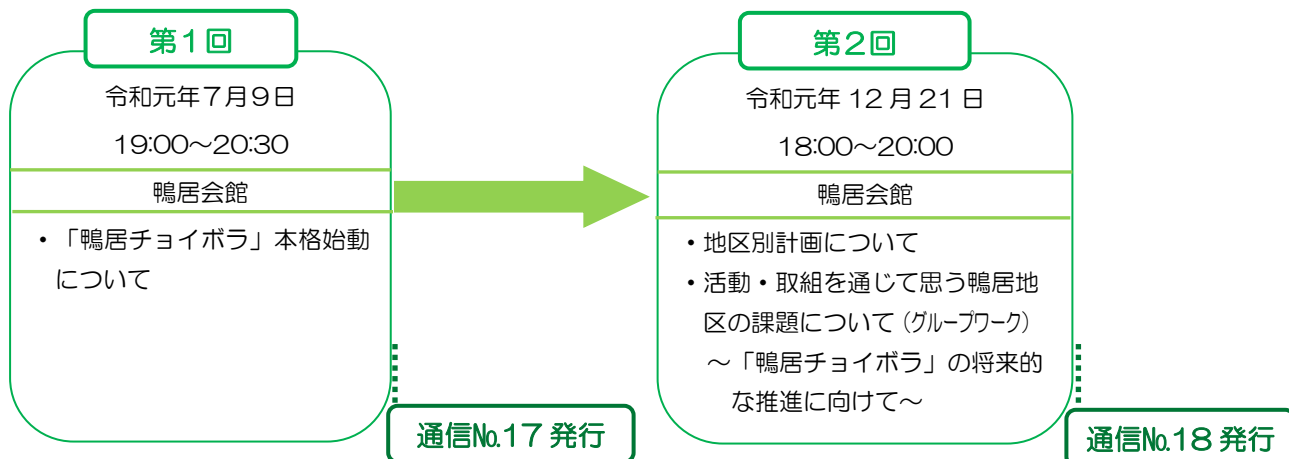 第1回
令和元年7月9日
19:00～20:30
鴨居会館
・「鴨居チョイボラ」本格始動
について
通信№17 発行
第2回
令和元年 12 月 21 日
18:00～20:00
鴨居会館
・地区別計画について
・活動・取組を通じて思う鴨居地
区の課題について（グループワーク）
～「鴨居チョイボラ」の将来的
な推進に向けて～
通信№18 発行